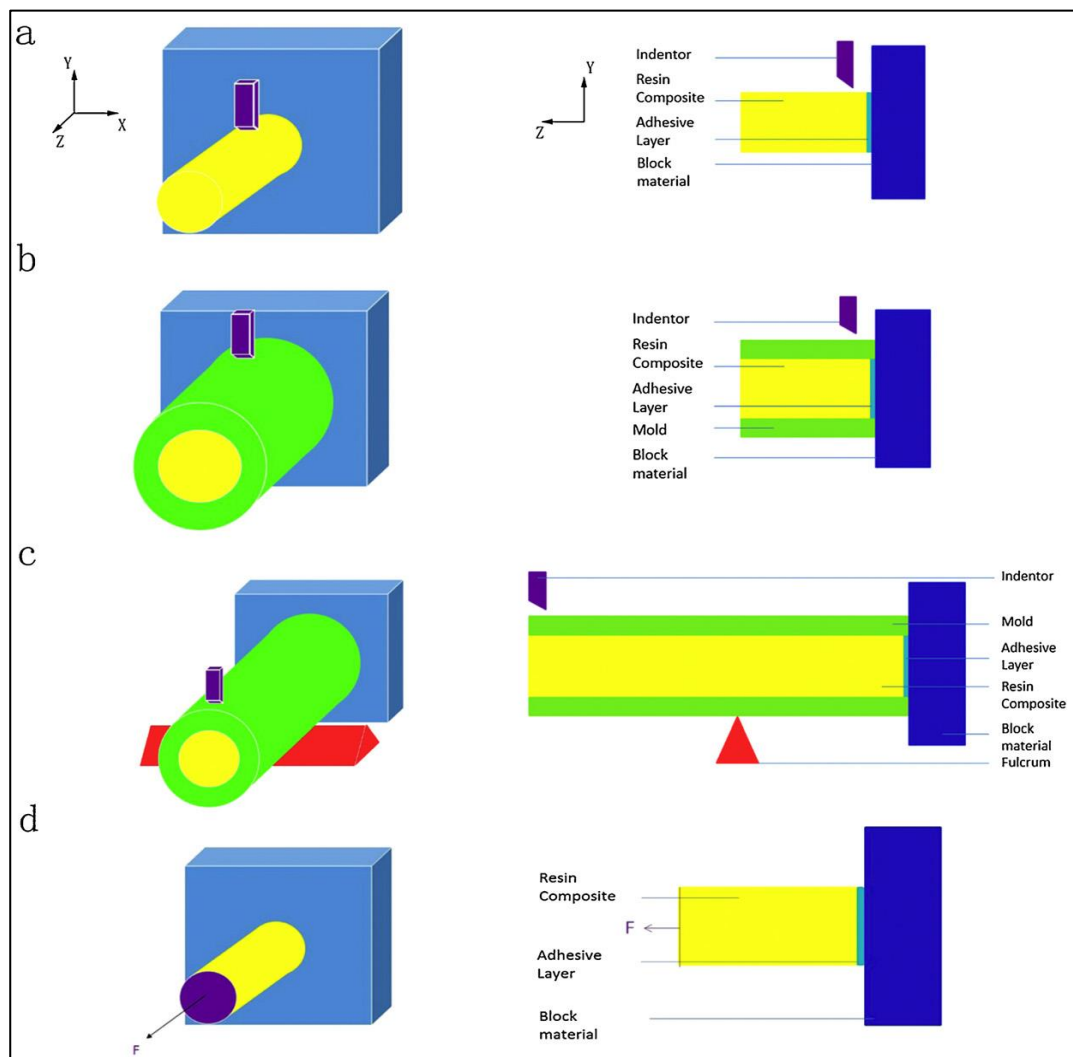 a
Y
X
Z
Y
Z
Indentor
Resin
Composite
Adhesive
Layer
Block
material
b
Indentor
Resin
Composite
Adhesive
Layer
Mold
Block
material
c
Indentor
Mold
Adhesive
Layer
Resin
Composite
Block
material
Fulcrum
d
F
Resin
Composite
F
Adhesive
Layer
Block
material